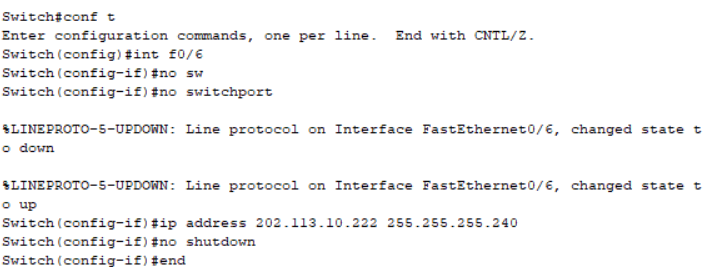 Switch#conf t
Enter configuration commands, one per line.  End with CNTL/Z.
Switch(config)#int f0/6
Switch(config-if)#no sw
Switch(config-if)#no switchport
%LINEPROTO-5-UPDOWN: Line protocol on Interface FastEthernet0/6, changed state t
o down
%LINEPROTO-5-UPDOWN: Line protocol on Interface FastEthernet0/6, changed state t
o up
Switch(config-if)#ip address 202.113.10.222 255.255.255.240
Switch(config-if)#no shutdown
Switch(config-if)#end